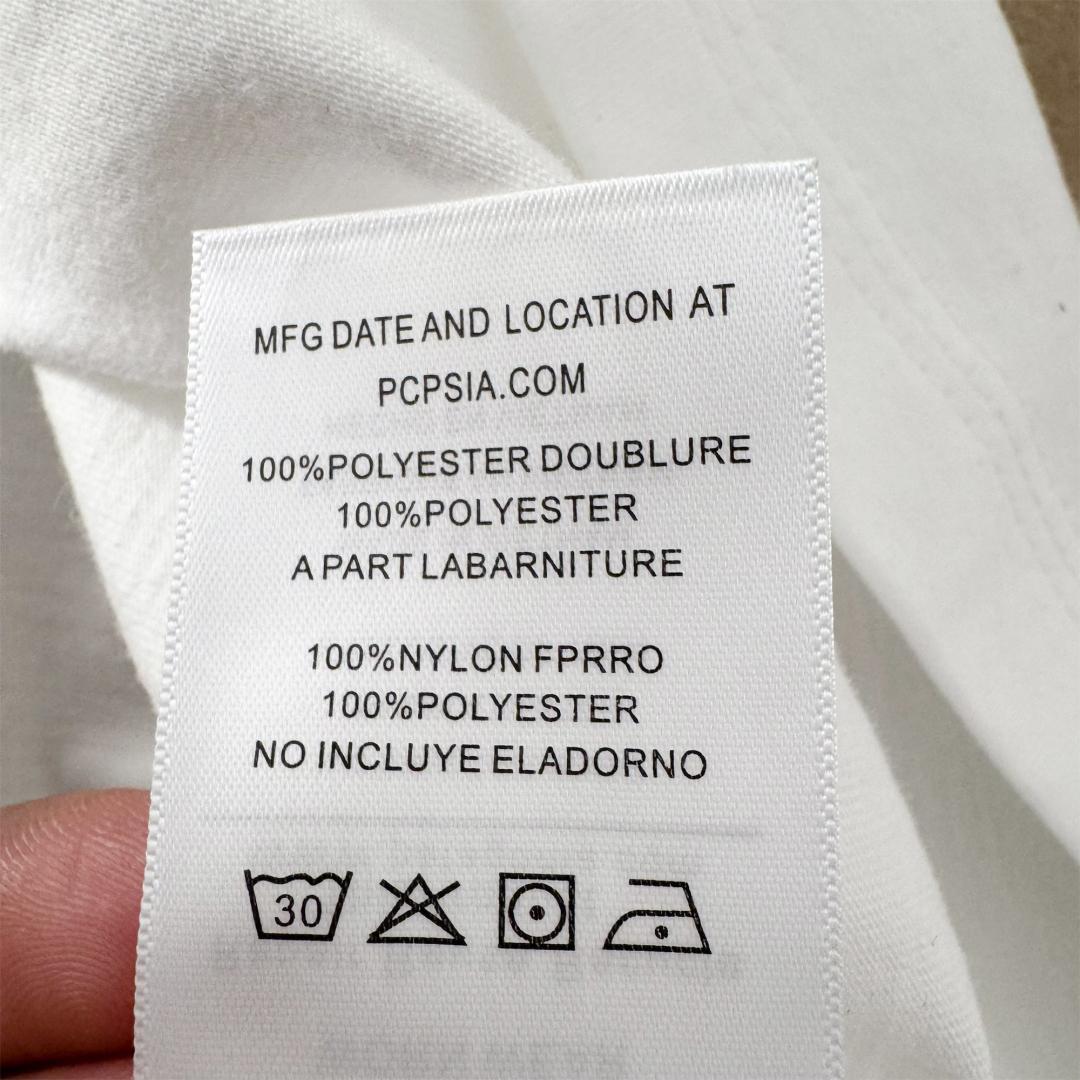 MFG DATE AND LOCATION AT
PCPSIA.COM
100%POLYESTER DOUBLURE
100%POLYESTER
A PART LABARNITURE
100%NYLON FPRRO
100%POLYESTER
NO INCLUYE ELADORNO
30